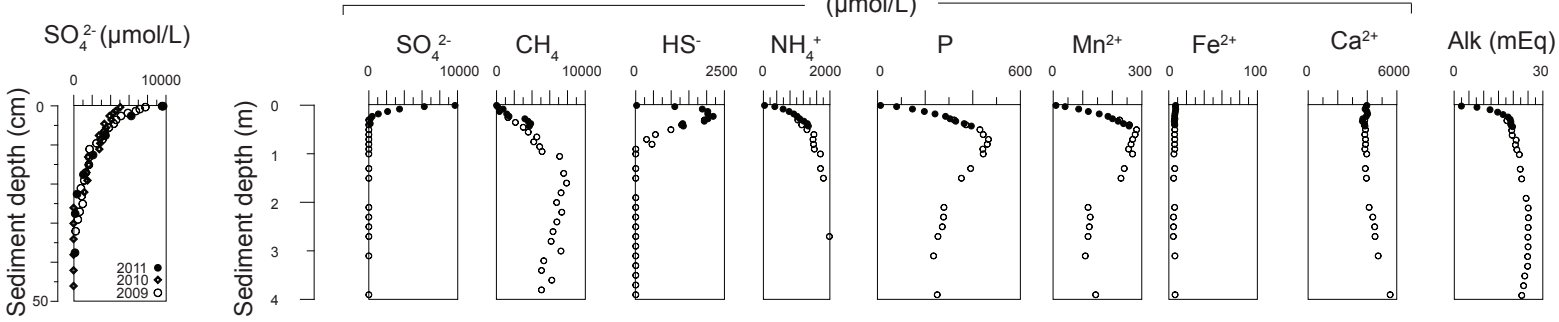 (µmol/L)
SO₄²⁻ (µmol/L)
SO₄²⁻ CH₄ HS⁻ NH₄⁺ P Mn²⁺ Fe²⁺ Ca²⁺ Alk (mEq)
0 10000
0 10000 0 10000 0 2500 0 2000 0 600 0 300 0 100 0 6000 0 30
Sediment depth (cm)
0
50
2011
2010
2009
Sediment depth (m)
0
1
2
3
4